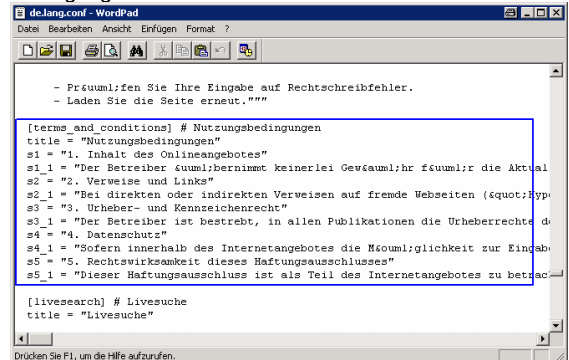 de.lang.conf - WordPad
Datei Bearbeiten Ansicht Einfügen Format ?
- Pr&uuml;fen Sie Ihre Eingabe auf Rechtschreibfehler.
- Laden Sie die Seite erneut."""
[terms_and_conditions] # Nutzungsbedingungen
title = "Nutzungsbedingungen"
s1 = "1. Inhalt des Onlineangebotes"
s1_1 = "Der Betreiber &uuml;bernimmt keinerlei Gew&auml;hr f&uuml;r die Aktual
s2 = "2. Verweise und Links"
s2_1 = "Bei direkten oder indirekten Verweisen auf fremde Webseiten (&quot;Hype
s3 = "3. Urheber- und Kennzeichenrecht"
s3_1 = "Der Betreiber ist bestrebt, in allen Publikationen die Urheberrechte de
s4 = "4. Datenschutz"
s4_1 = "Sofern innerhalb des Internetangebotes die M&ouml;glichkeit zur Eingab
s5 = "5. Rechtswirksamkeit dieses Haftungsausschlusses"
s5_1 = "Dieser Haftungsausschluss ist als Teil des Internetangebotes zu betrac
[livesearch] # Livesuche
title = "Livesuche"
Drücken Sie F1, um die Hilfe aufzurufen.